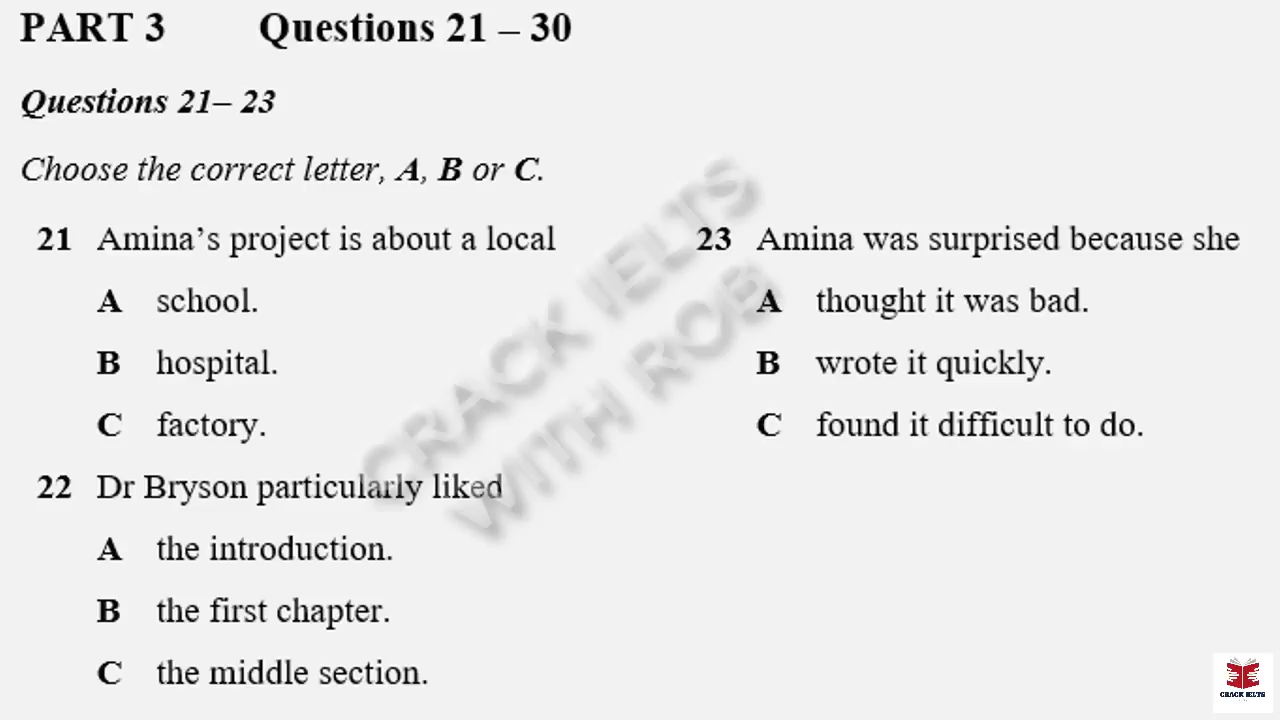 PART 3 Questions 21 – 30
Questions 21– 23
Choose the correct letter, A, B or C.
21 Amina’s project is about a local
A school.
B hospital.
C factory.
22 Dr Bryson particularly liked
A the introduction.
B the first chapter.
C the middle section.
23 Amina was surprised because she
A thought it was bad.
B wrote it quickly.
C found it difficult to do.
CRACK IELTS
WITH ROB
CRACK IELTS